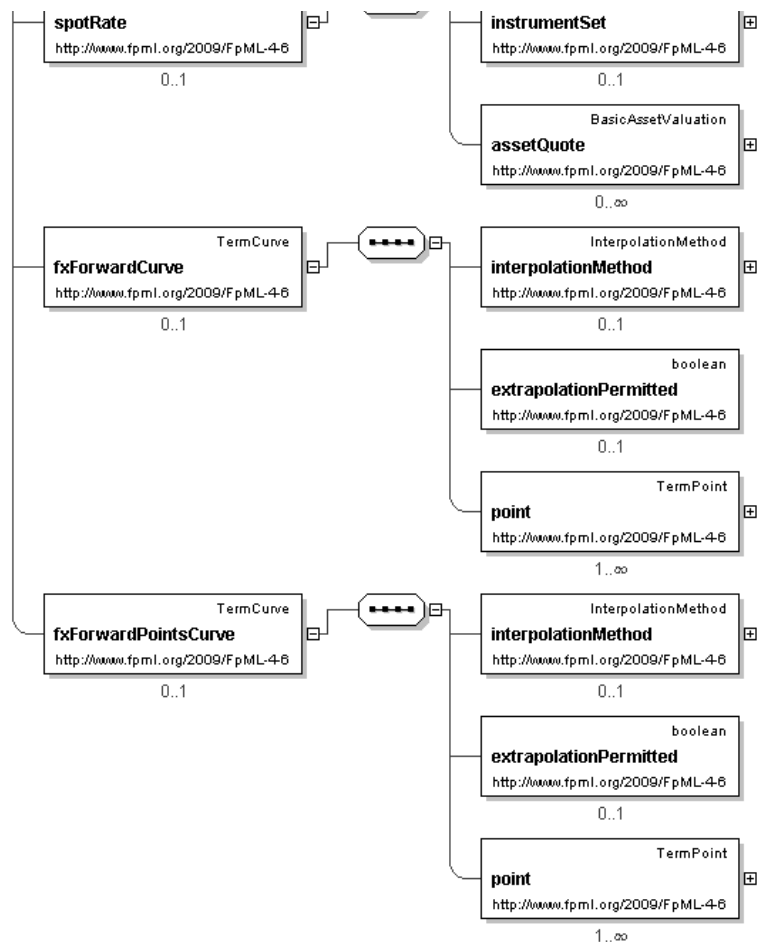 spotRate
http://www.fpml.org/2009/FpML-4-6
0..1
instrumentSet
http://www.fpml.org/2009/FpML-4-6
0..1
BasicAssetValuation
assetQuote
http://www.fpml.org/2009/FpML-4-6
0..∞
TermCurve
fxForwardCurve
http://www.fpml.org/2009/FpML-4-6
0..1
InterpolationMethod
interpolationMethod
http://www.fpml.org/2009/FpML-4-6
0..1
boolean
extrapolationPermitted
http://www.fpml.org/2009/FpML-4-6
0..1
TermPoint
point
http://www.fpml.org/2009/FpML-4-6
1..∞
TermCurve
fxForwardPointsCurve
http://www.fpml.org/2009/FpML-4-6
0..1
InterpolationMethod
interpolationMethod
http://www.fpml.org/2009/FpML-4-6
0..1
boolean
extrapolationPermitted
http://www.fpml.org/2009/FpML-4-6
0..1
TermPoint
point
http://www.fpml.org/2009/FpML-4-6
1..∞